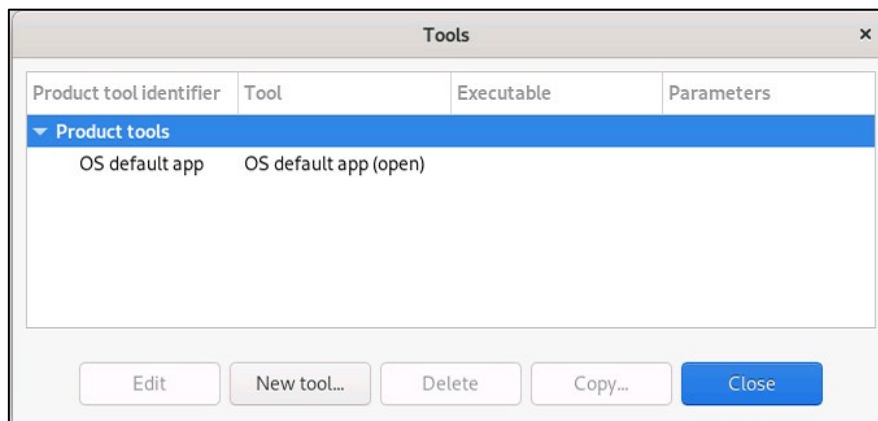 Tools
Product tool identifier Tool Executable Parameters
Product tools
OS default app OS default app (open)
Edit New tool... Delete Copy... Close